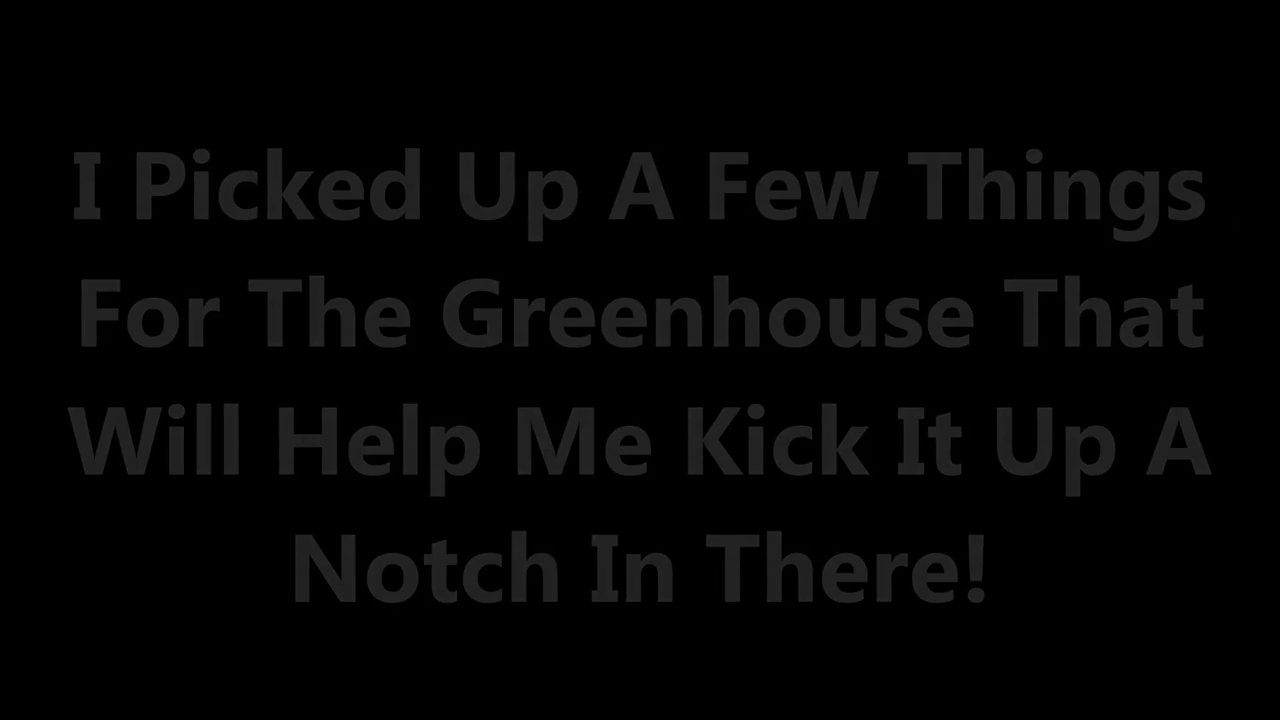 I Picked Up A Few Things
For The Greenhouse That
Will Help Me Kick It Up A
Notch In There!